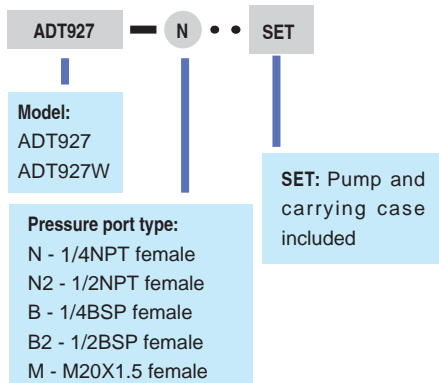 ADT927 — N • • SET
Model:
ADT927
ADT927W
SET: Pump and
carrying case
included
Pressure port type:
N - 1/4NPT female
N2 - 1/2NPT female
B - 1/4BSP female
B2 - 1/2BSP female
M - M20X1.5 female